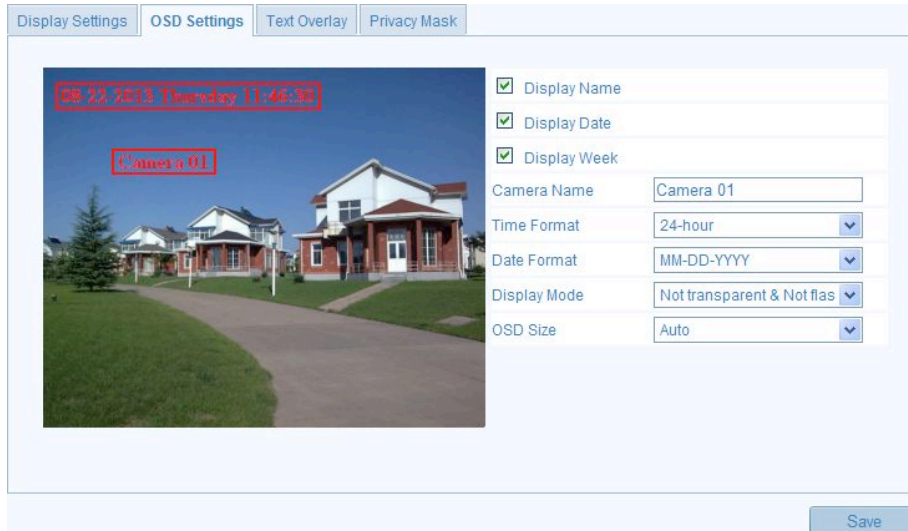 Display Settings
OSD Settings
Text Overlay
Privacy Mask
08-22-2013 Thursday 11:46:30
Camera 01
Display Name
Display Date
Display Week
Camera Name
Camera 01
Time Format
24-hour
Date Format
MM-DD-YYYY
Display Mode
Not transparent & Not flas
OSD Size
Auto
Save